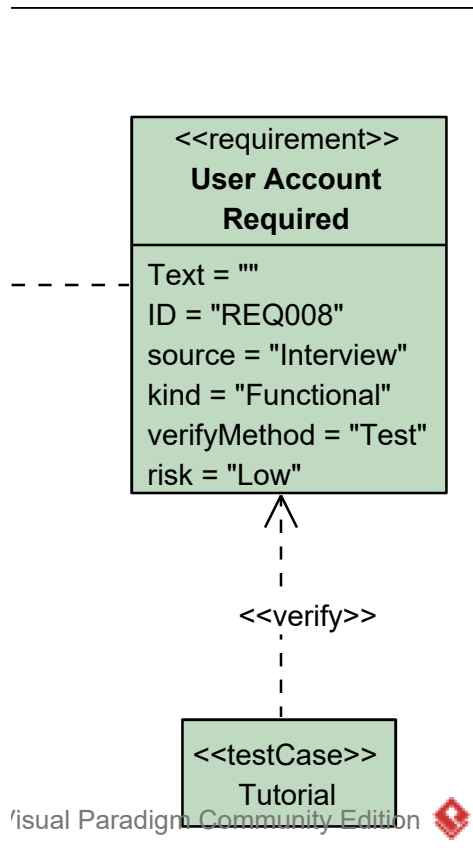 <<requirement>>
User Account
Required
Text = ""
ID = "REQ008"
source = "Interview"
kind = "Functional"
verifyMethod = "Test"
risk = "Low"
<<verify>>
<<testCase>>
Tutorial
Visual Paradigm Community Edition